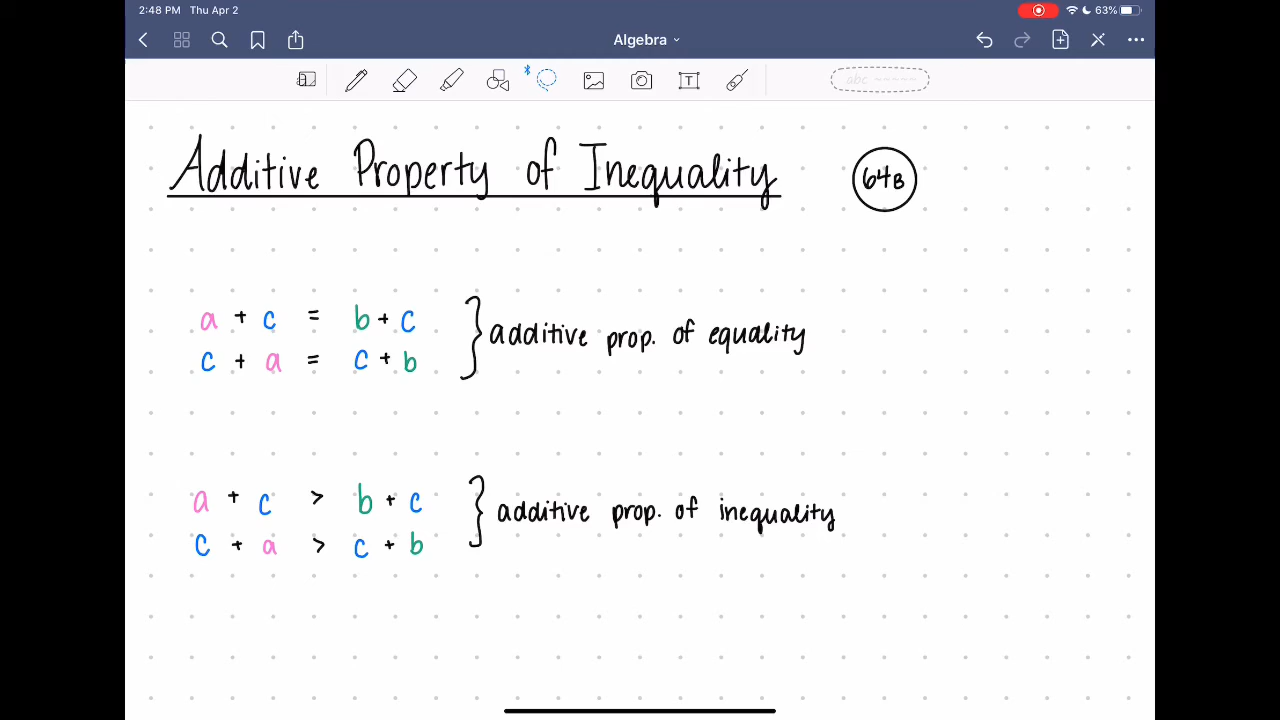 2:48 PM Thu Apr 2 63%
Algebra
T abc
Additive Property of Inequality 64B
a + c = b + c
c + a = c + b
} additive prop. of equality
a + c > b + c
c + a > c + b
} additive prop. of inequality